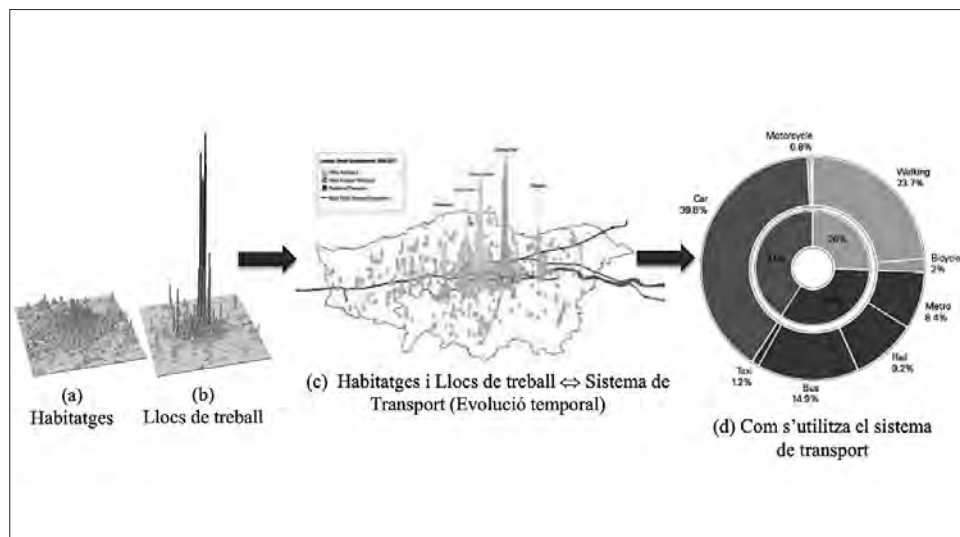 Motorcycle
0.8%
Walking
23.7%
Car
39.8%
26%
Bicycle
2%
Metro
8.4%
Rail
9.2%
Bus
14.9%
Taxi
1.2%
(a)
Habitatges
(b)
Llocs de treball
(c) Habitatges i Llocs de treball ⇔ Sistema de
Transport (Evolució temporal)
(d) Com s’utilitza el sistema
de transport